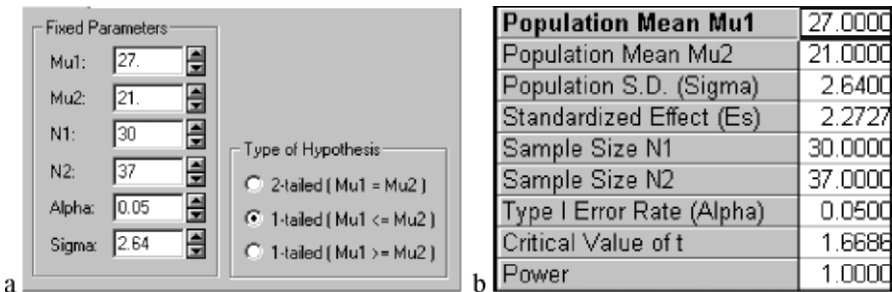 Fixed Parameters
Mu1: 27.
Mu2: 21.
N1: 30
N2: 37
Alpha: 0.05
Sigma: 2.64
Type of Hypothesis
2-tailed ( Mu1 = Mu2 )
1-tailed ( Mu1 <= Mu2 )
1-tailed ( Mu1 >= Mu2 )
a
Population Mean Mu1 27.0000
Population Mean Mu2 21.0000
Population S.D. (Sigma) 2.6400
Standardized Effect (Es) 2.2727
Sample Size N1 30.0000
Sample Size N2 37.0000
Type I Error Rate (Alpha) 0.0500
Critical Value of t 1.6686
Power 1.0000
b